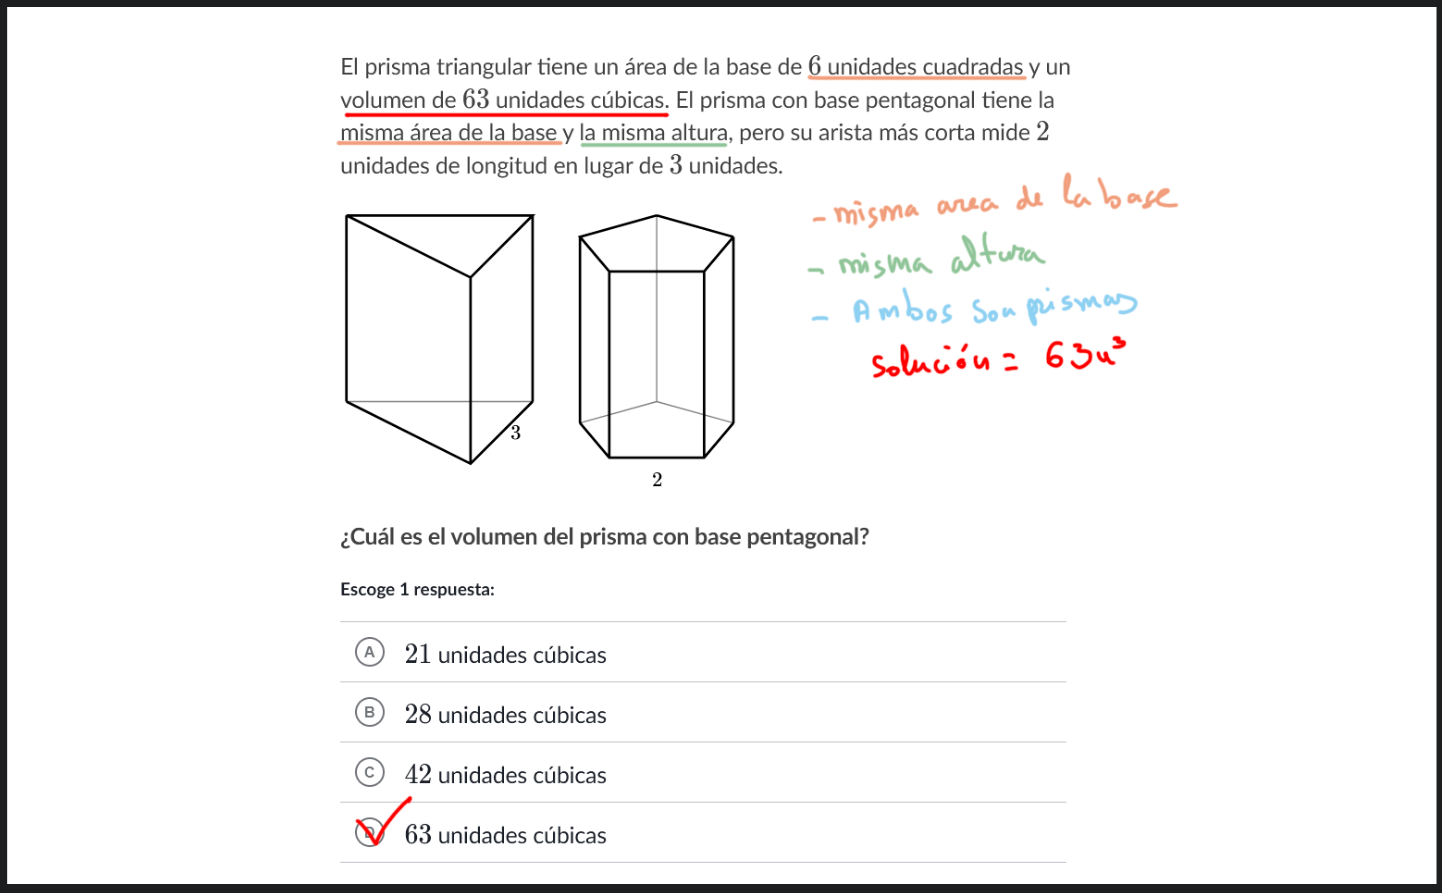 El prisma triangular tiene un área de la base de 6 unidades cuadradas y un
volumen de 63 unidades cúbicas. El prisma con base pentagonal tiene la
misma área de la base y la misma altura, pero su arista más corta mide 2
unidades de longitud en lugar de 3 unidades.
- misma area de la base
- misma altura
- Ambos son prismas
solución = 63u³
3
2
¿Cuál es el volumen del prisma con base pentagonal?
Escoge 1 respuesta:
A 21 unidades cúbicas
B 28 unidades cúbicas
C 42 unidades cúbicas
D 63 unidades cúbicas